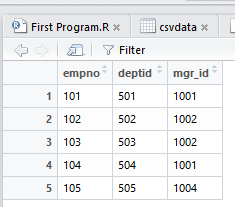 First Program.R csvdata
Filter
empno deptid mgr_id
1 101 501 1001
2 102 502 1002
3 103 503 1002
4 104 504 1001
5 105 505 1004